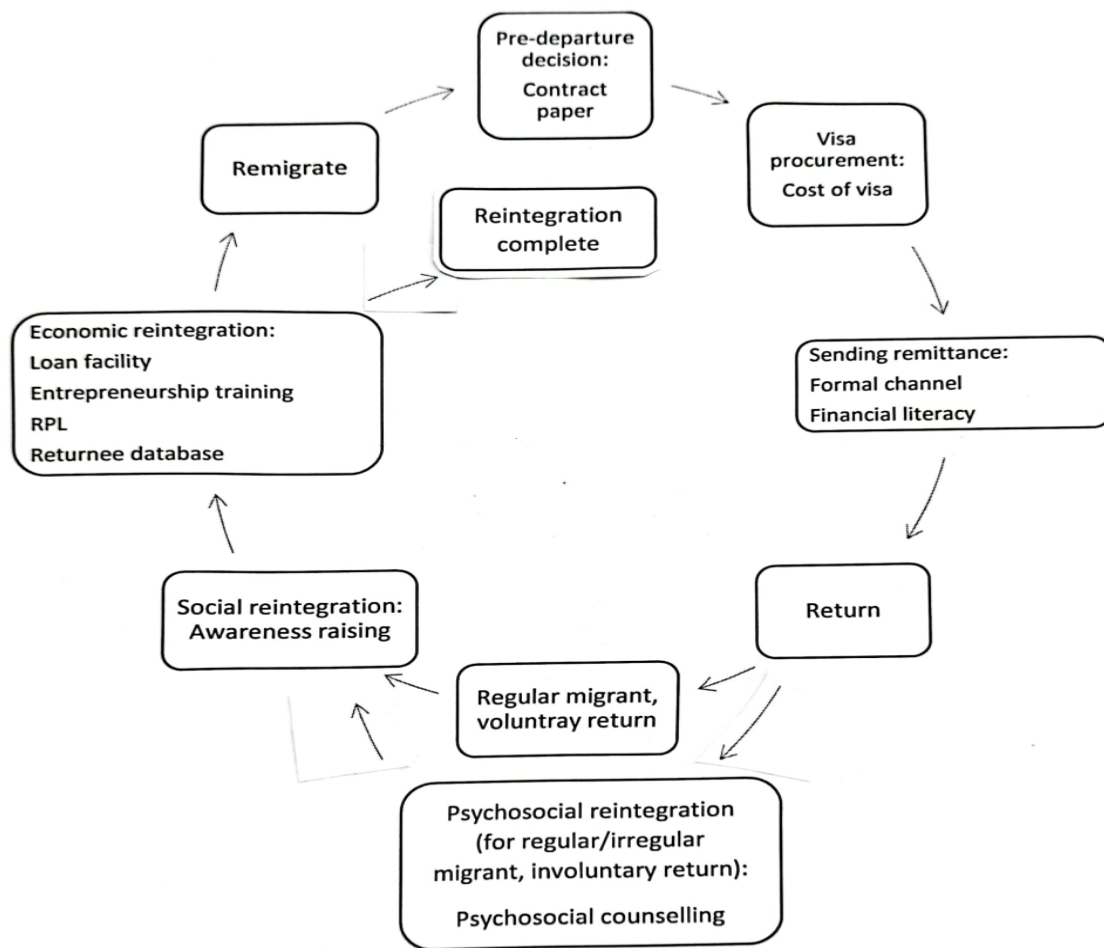 Pre-departure
decision:
Contract
paper
Visa
procurement:
Cost of visa
Remigrate
Reintegration
complete
Economic reintegration:
Loan facility
Entrepreneurship training
RPL
Returnee database
Sending remittance:
Formal channel
Financial literacy
Social reintegration:
Awareness raising
Return
Regular migrant,
voluntray return
Psychosocial reintegration
(for regular/irregular
migrant, involuntary return):
Psychosocial counselling